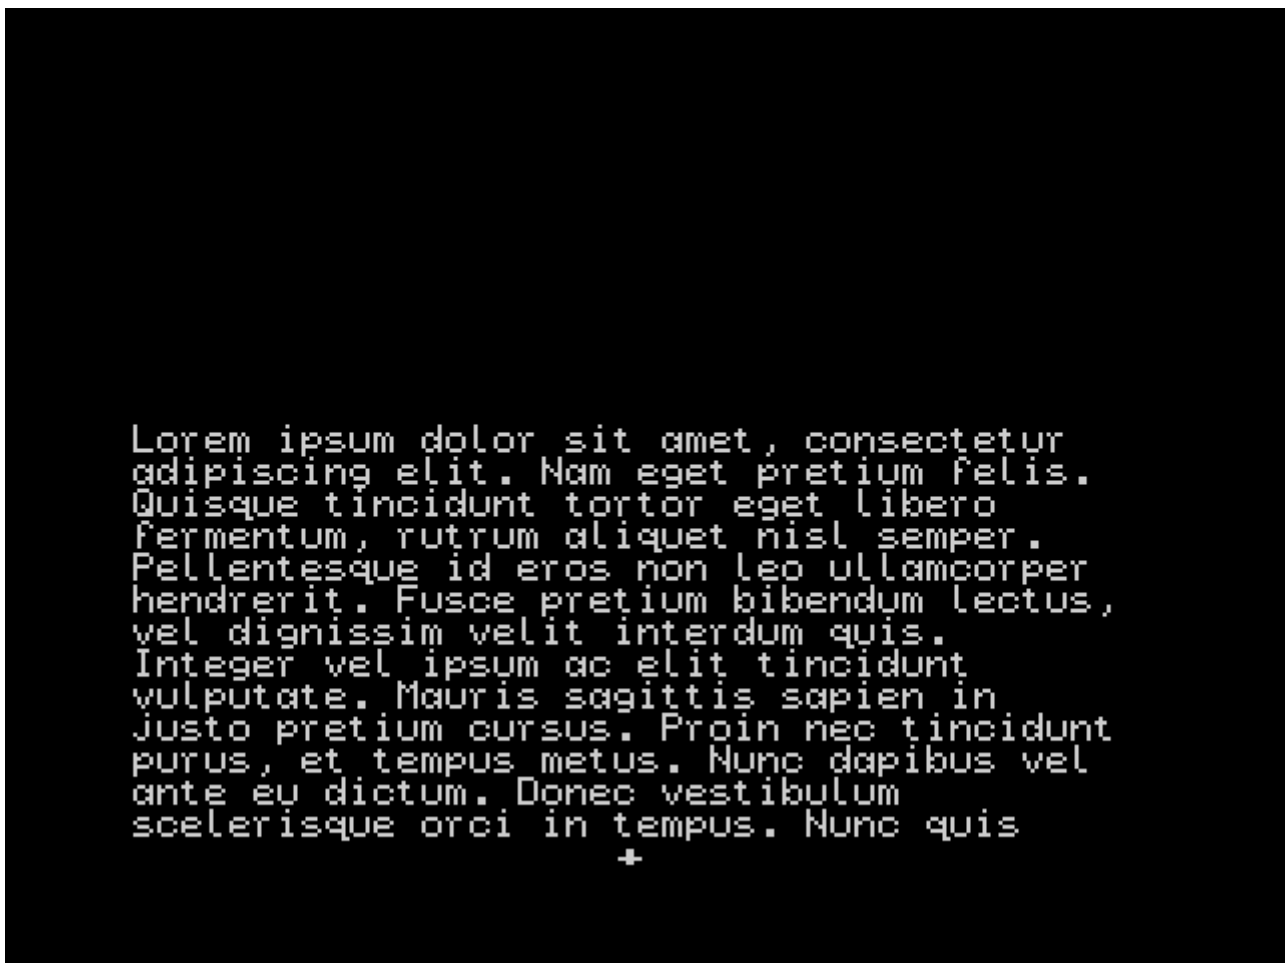 Lorem ipsum dolor sit amet, consectetur
adipiscing elit. Nam eget pretium felis.
Quisque tincidunt tortor eget libero
fermentum, rutrum aliquet nisl semper.
Pellentesque id eros non leo ullamcorper
hendrerit. Fusce pretium bibendum lectus,
vel dignissim velit interdum quis.
Integer vel ipsum ac elit tincidunt
vulputate. Mauris sagittis sapien in
justo pretium cursus. Proin nec tincidunt
purus, et tempus metus. Nunc dapibus vel
ante eu dictum. Donec vestibulum
scelerisque orci in tempus. Nunc quis